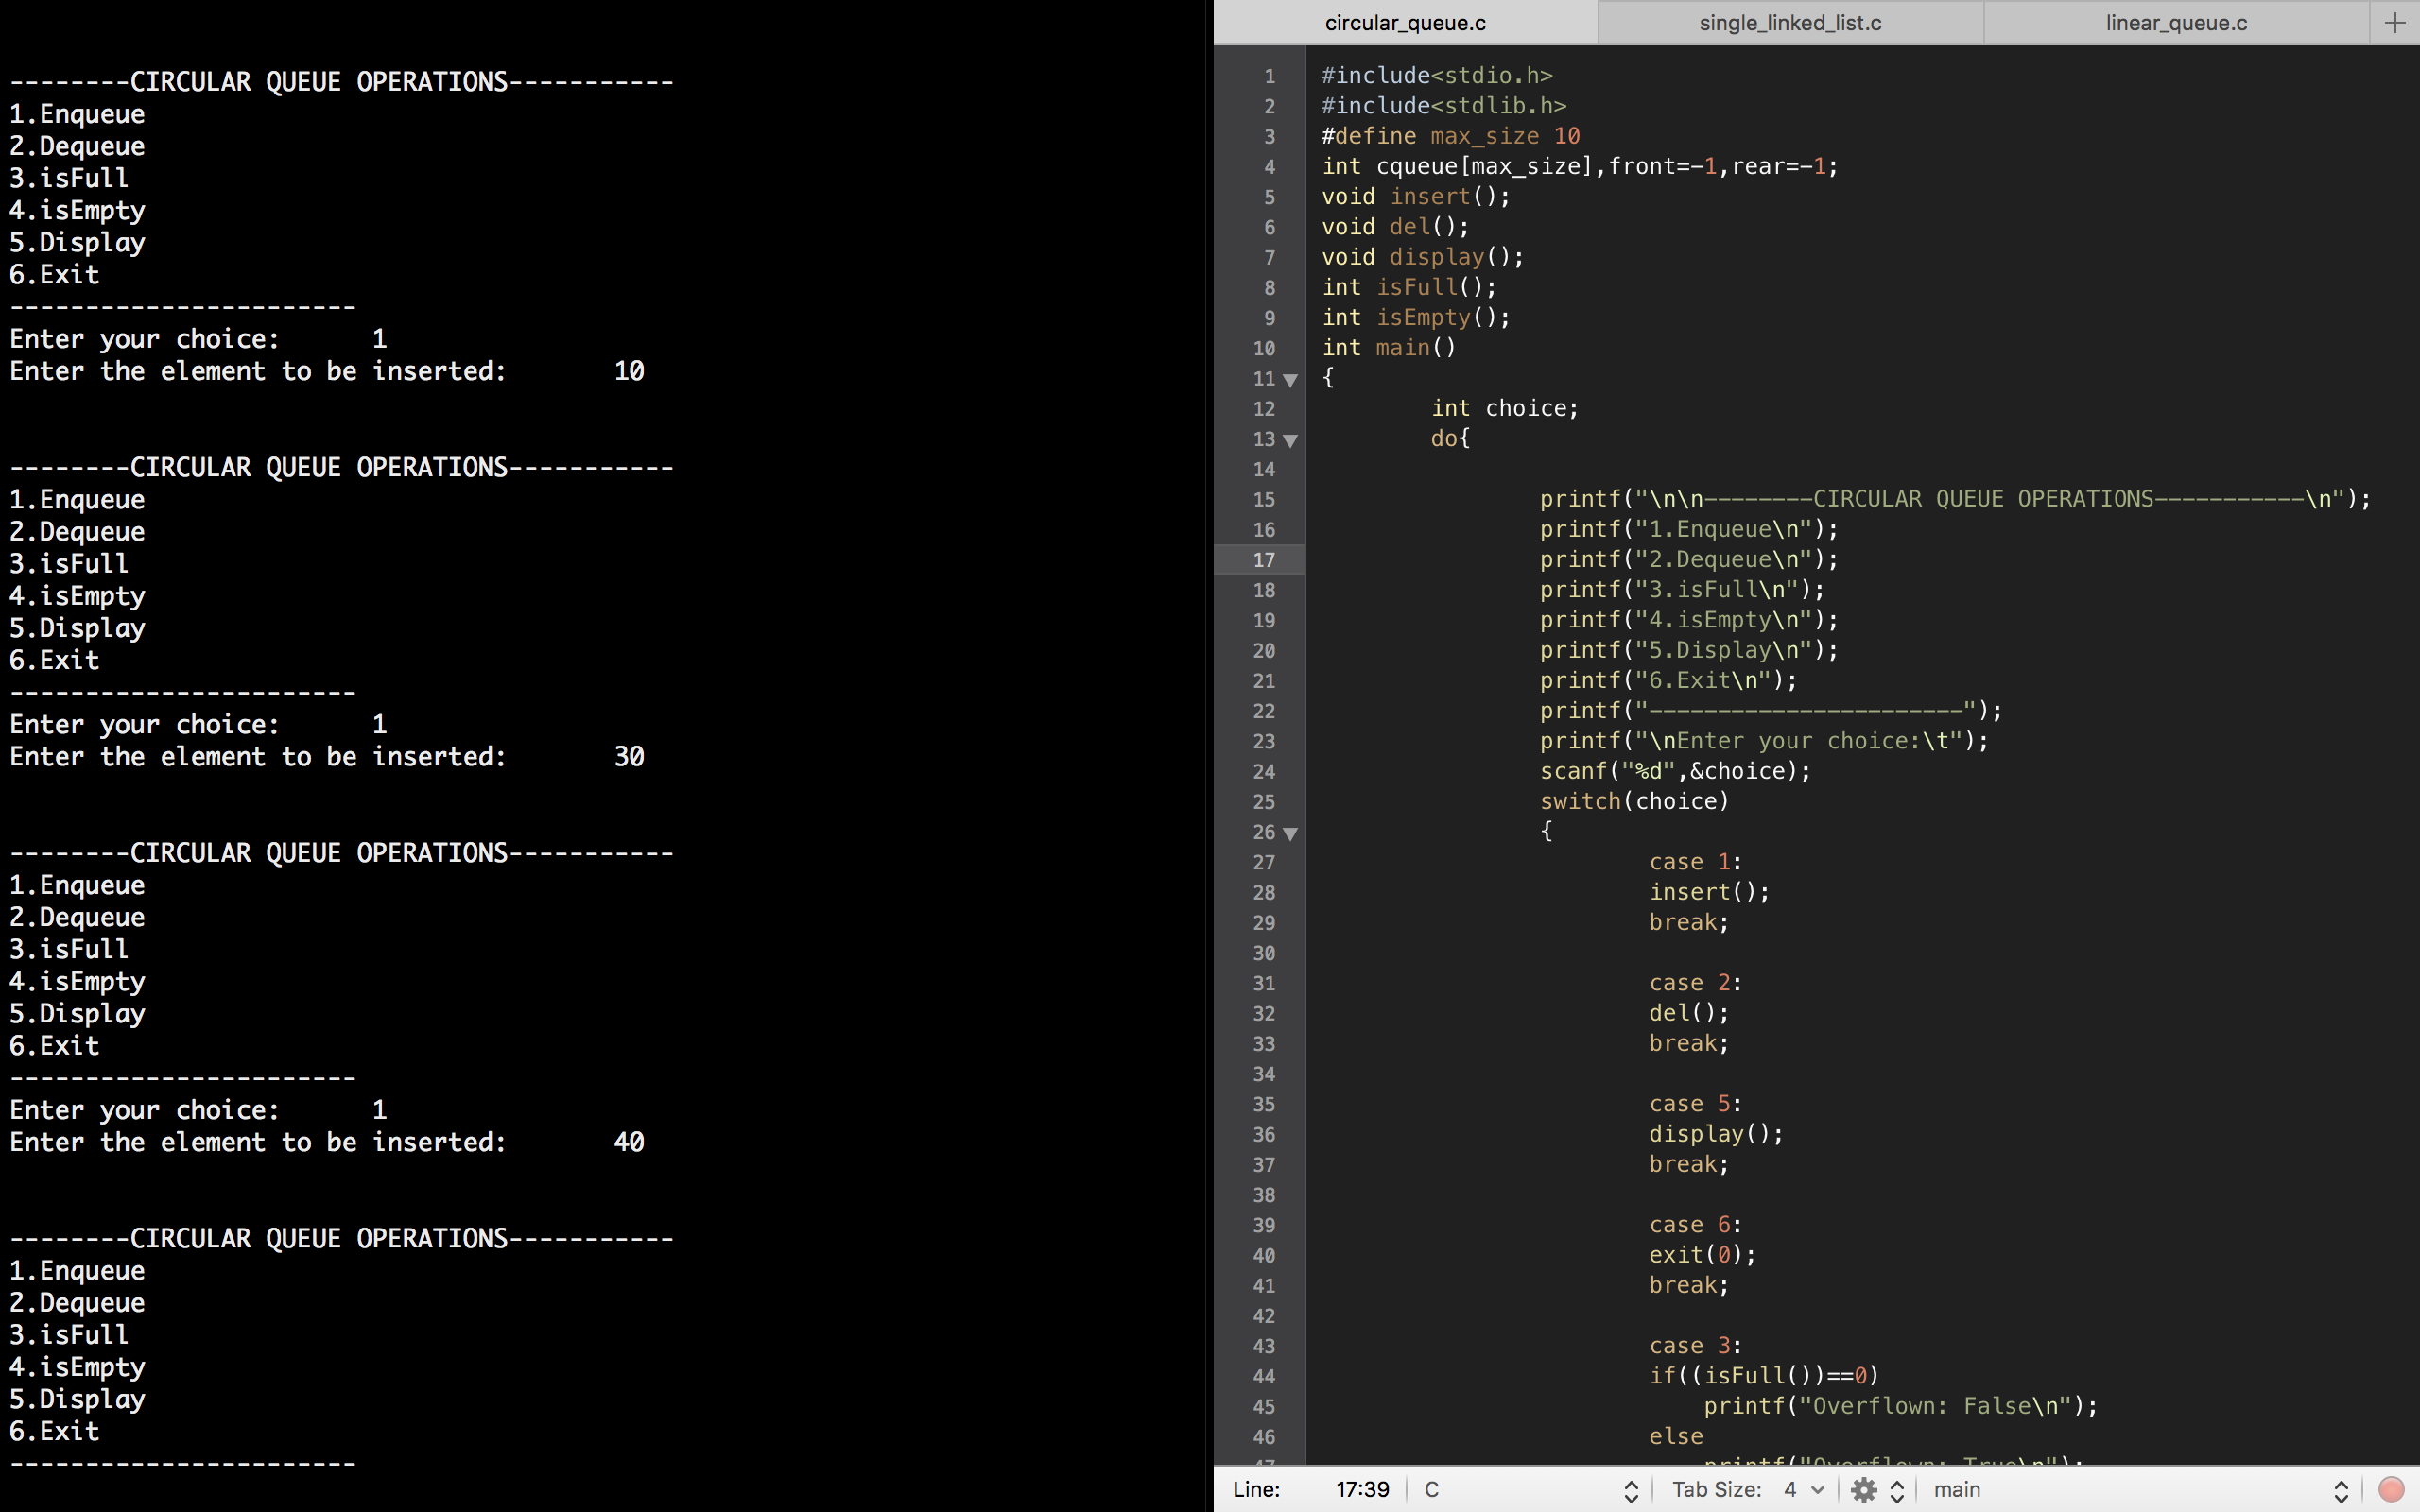 --------CIRCULAR QUEUE OPERATIONS-----------
1.Enqueue
2.Dequeue
3.isFull
4.isEmpty
5.Display
6.Exit
-----------------------
Enter your choice:	1
Enter the element to be inserted:	10
--------CIRCULAR QUEUE OPERATIONS-----------
1.Enqueue
2.Dequeue
3.isFull
4.isEmpty
5.Display
6.Exit
-----------------------
Enter your choice:	1
Enter the element to be inserted:	30
--------CIRCULAR QUEUE OPERATIONS-----------
1.Enqueue
2.Dequeue
3.isFull
4.isEmpty
5.Display
6.Exit
-----------------------
Enter your choice:	1
Enter the element to be inserted:	40
--------CIRCULAR QUEUE OPERATIONS-----------
1.Enqueue
2.Dequeue
3.isFull
4.isEmpty
5.Display
6.Exit
-----------------------
circular_queue.c	single_linked_list.c	linear_queue.c
1 #include<stdio.h>
2 #include<stdlib.h>
3 #define max_size 10
4 int cqueue[max_size],front=-1,rear=-1;
5 void insert();
6 void del();
7 void display();
8 int isFull();
9 int isEmpty();
10 int main()
11 {
12 int choice;
13 do{
14
15 printf("\n\n--------CIRCULAR QUEUE OPERATIONS-----------\n");
16 printf("1.Enqueue\n");
17 printf("2.Dequeue\n");
18 printf("3.isFull\n");
19 printf("4.isEmpty\n");
20 printf("5.Display\n");
21 printf("6.Exit\n");
22 printf("-----------------------");
23 printf("\nEnter your choice:\t");
24 scanf("%d",&choice);
25 switch(choice)
26 {
27 case 1:
28 insert();
29 break;
30
31 case 2:
32 del();
33 break;
34
35 case 5:
36 display();
37 break;
38
39 case 6:
40 exit(0);
41 break;
42
43 case 3:
44 if((isFull())==0)
45 printf("Overflown: False\n");
46 else
47 printf("Overflown: True\n");
Line: 17:39 C Tab Size: 4 main